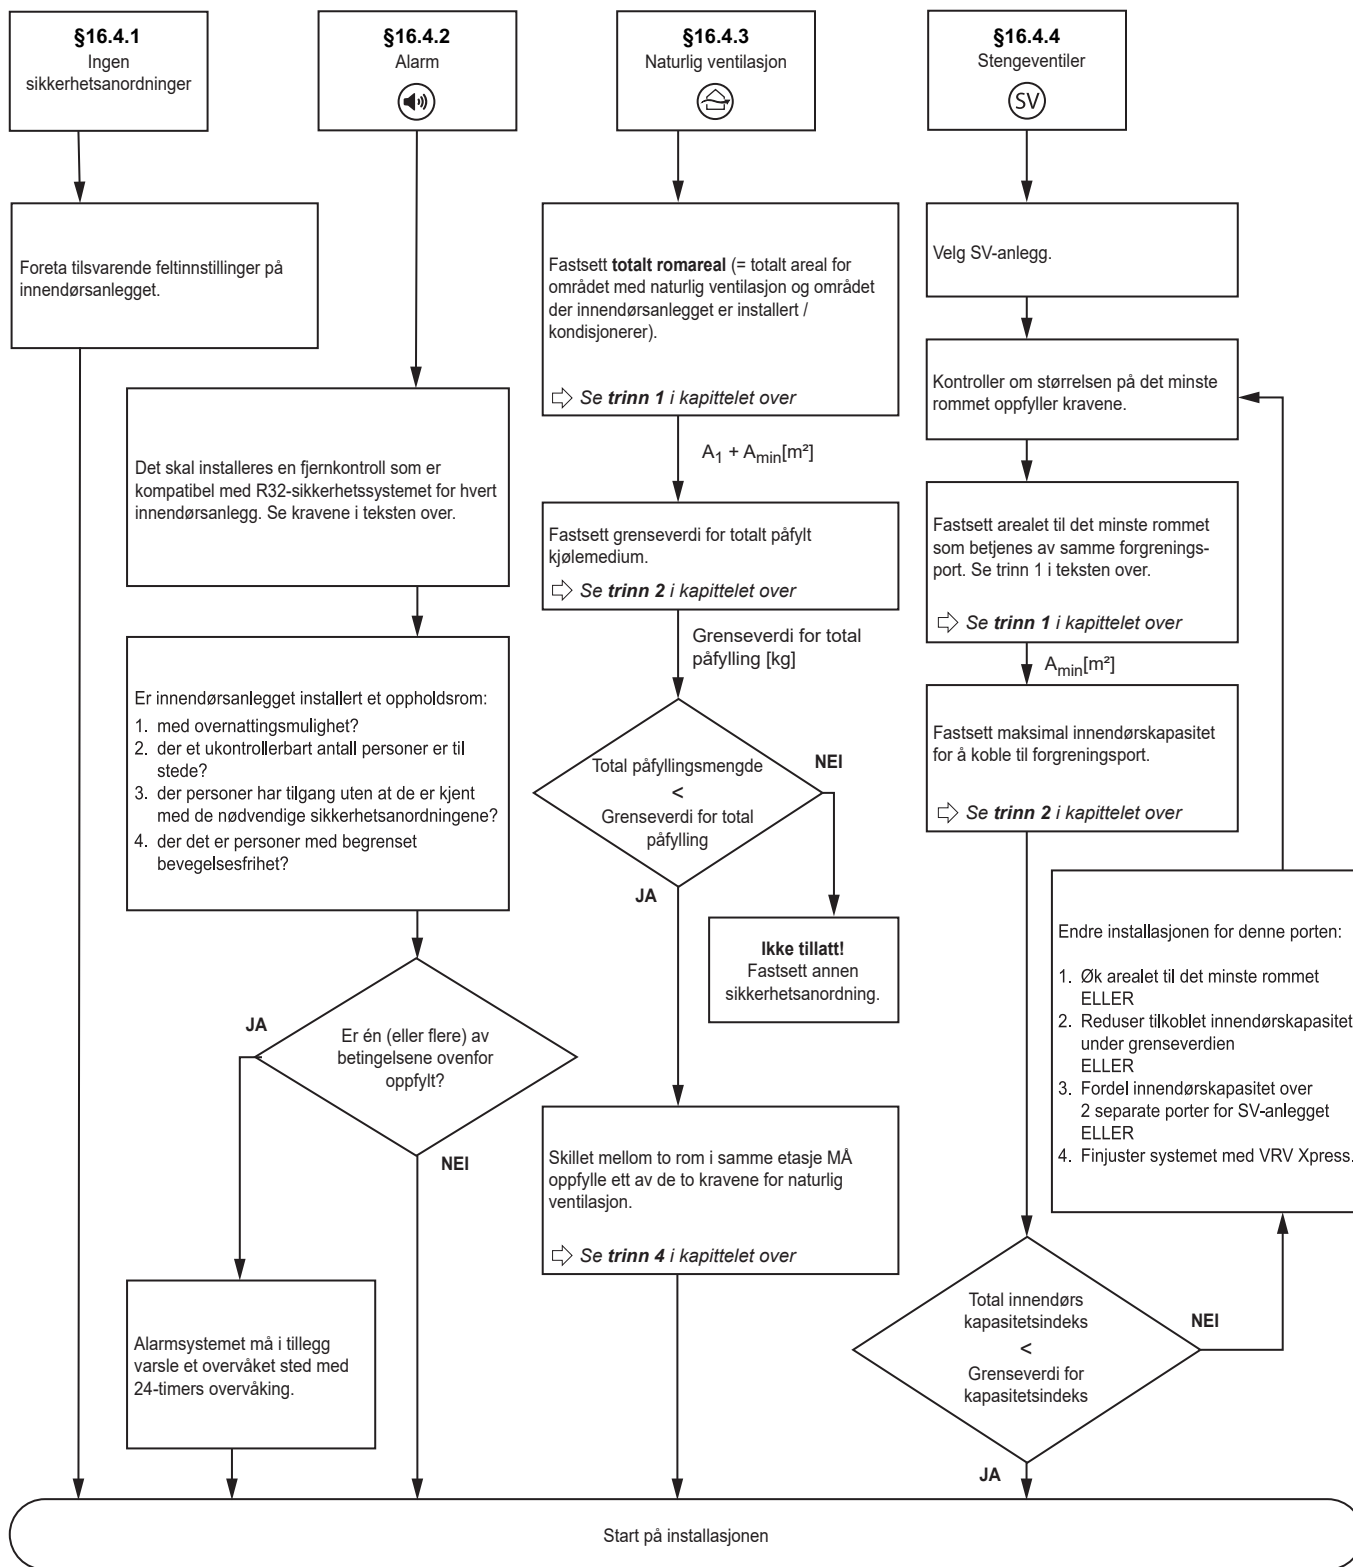 §16.4.1
Ingen
sikkerhetsanordninger
§16.4.2
Alarm
§16.4.3
Naturlig ventilasjon
§16.4.4
Stengeventiler
SV
Foreta tilsvarende feltinnstillinger på
innendørsanlegget.
Det skal installeres en fjernkontroll som er
kompatibel med R32-sikkerhetssystemet for hvert
innendørsanlegg. Se kravene i teksten over.
Er innendørsanlegget installert et oppholdsrom:
1. med overnattingsmulighet?
2. der et ukontrollerbart antall personer er til
stede?
3. der personer har tilgang uten at de er kjent
med de nødvendige sikkerhetsanordningene?
4. der det er personer med begrenset
bevegelsesfrihet?
JA
Er én (eller flere) av
betingelsene ovenfor
oppfylt?
NEI
Alarmsystemet må i tillegg
varsle et overvåket sted med
24-timers overvåking.
Fastsett totalt romareal (= totalt areal for
området med naturlig ventilasjon og området
der innendørsanlegget er installert /
kondisjonerer).
⇨ Se trinn 1 i kapittelet over
A1 + Amin[m²]
Fastsett grenseverdi for totalt påfylt
kjølemedium.
⇨ Se trinn 2 i kapittelet over
Grenseverdi for total
påfylling [kg]
Total påfyllingsmengde
<
Grenseverdi for total
påfylling
NEI
JA
Ikke tillatt!
Fastsett annen
sikkerhetsanordning.
Skillet mellom to rom i samme etasje MÅ
oppfylle ett av de to kravene for naturlig
ventilasjon.
⇨ Se trinn 4 i kapittelet over
Velg SV-anlegg.
Kontroller om størrelsen på det minste
rommet oppfyller kravene.
Fastsett arealet til det minste rommet
som betjenes av samme forgrenings-
port. Se trinn 1 i teksten over.
⇨ Se trinn 1 i kapittelet over
Amin[m²]
Fastsett maksimal innendørskapasitet
for å koble til forgreningsport.
⇨ Se trinn 2 i kapittelet over
Endre installasjonen for denne porten:
1. Øk arealet til det minste rommet
ELLER
2. Reduser tilkoblet innendørskapasitet
under grenseverdien
ELLER
3. Fordel innendørskapasitet over
2 separate porter for SV-anlegget
ELLER
4. Finjuster systemet med VRV Xpress.
Total innendørs
kapasitetsindeks
<
Grenseverdi for
kapasitetsindeks
NEI
JA
Start på installasjonen